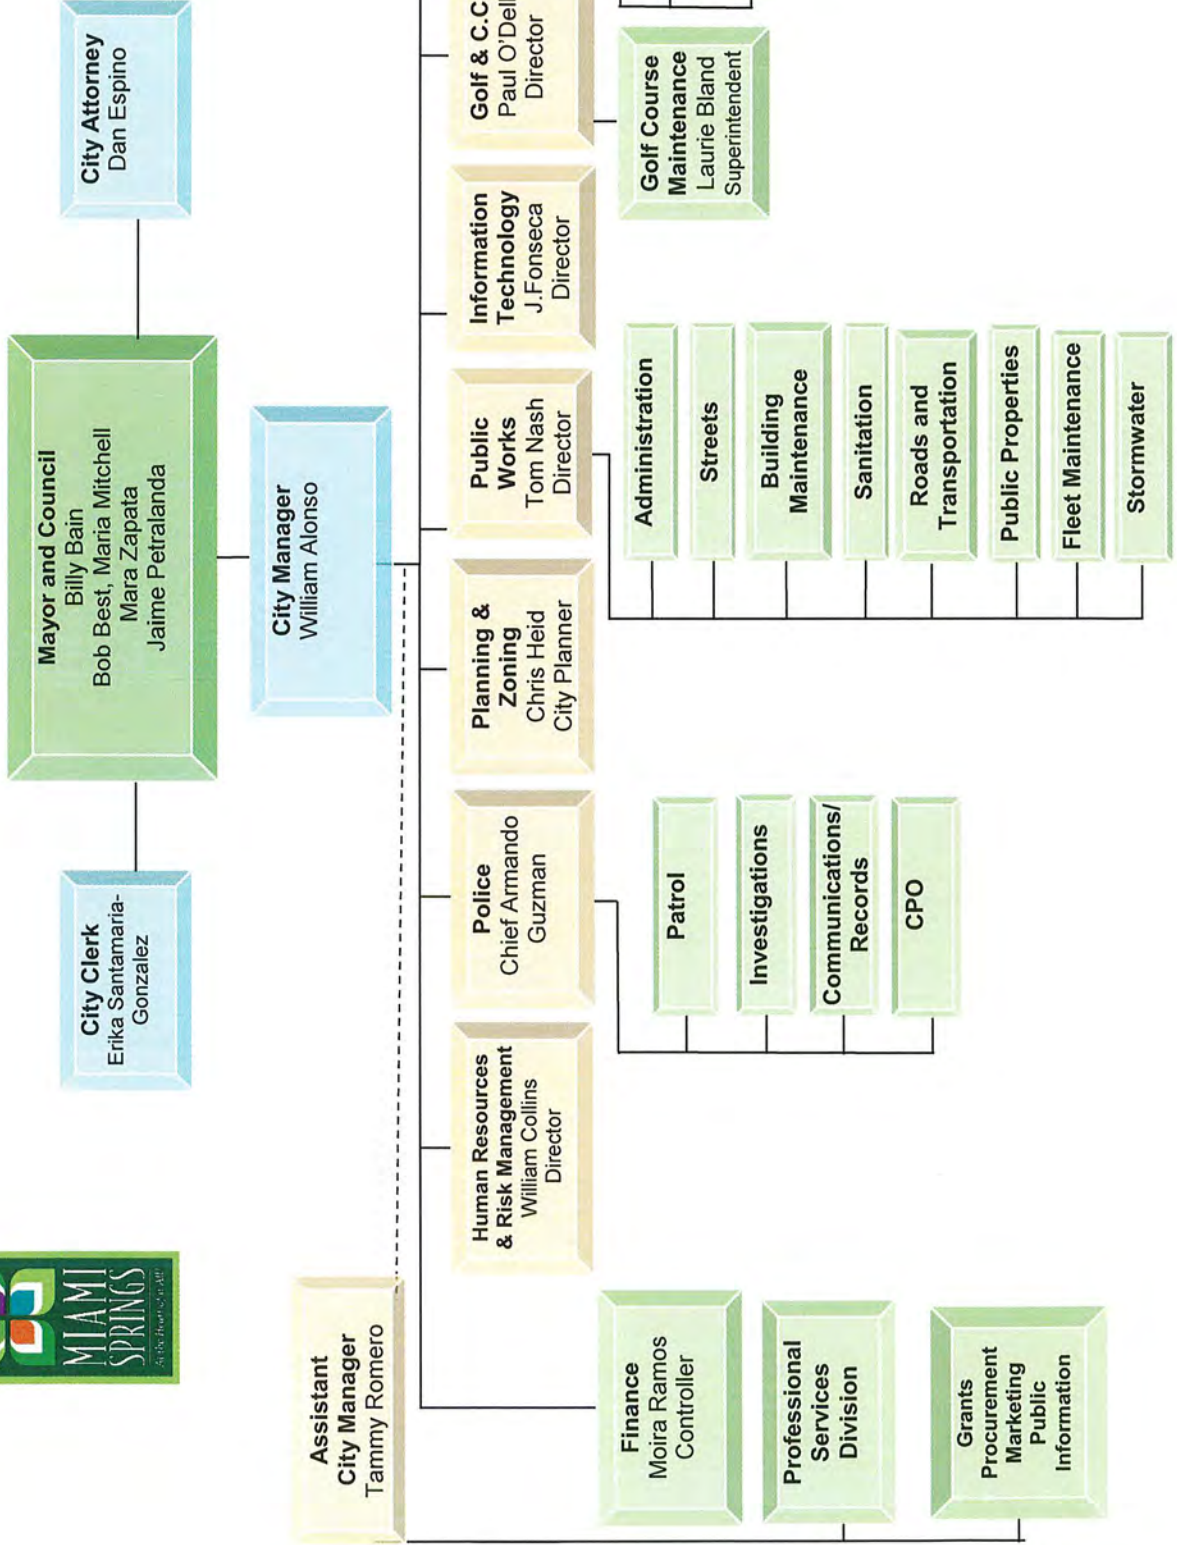 MIAMI
SPRINGS
City Clerk
Erika Santamaria-
Gonzalez
Mayor and Council
Billy Bain
Bob Best, Maria Mitchell
Mara Zapata
Jaime Petralanda
City Attorney
Dan Espino
City Manager
William Alonso
Assistant
City Manager
Tammy Romero
Human Resources
& Risk Management
William Collins
Director
Police
Chief Armando
Guzman
Planning &
Zoning
Chris Heid
City Planner
Public
Works
Tom Nash
Director
Information
Technology
J.Fonseca
Director
Golf & C.C
Paul O'Dell
Director
Finance
Moira Ramos
Controller
Professional
Services
Division
Grants
Procurement
Marketing
Public
Information
Patrol
Investigations
Communications/
Records
CPO
Administration
Streets
Building
Maintenance
Sanitation
Roads and
Transportation
Public Properties
Fleet Maintenance
Stormwater
Golf Course
Maintenance
Laurie Bland
Superintendent